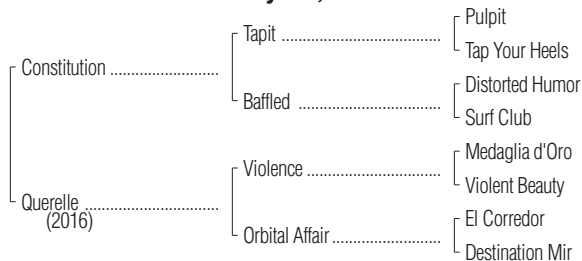 Pulpit
Tapit
Tap Your Heels
Constitution
Distorted Humor
Baffled
Surf Club
Medaglia d'Oro
Violence
Violent Beauty
Querelle
(2016)
El Corredor
Orbital Affair
Destination Mir